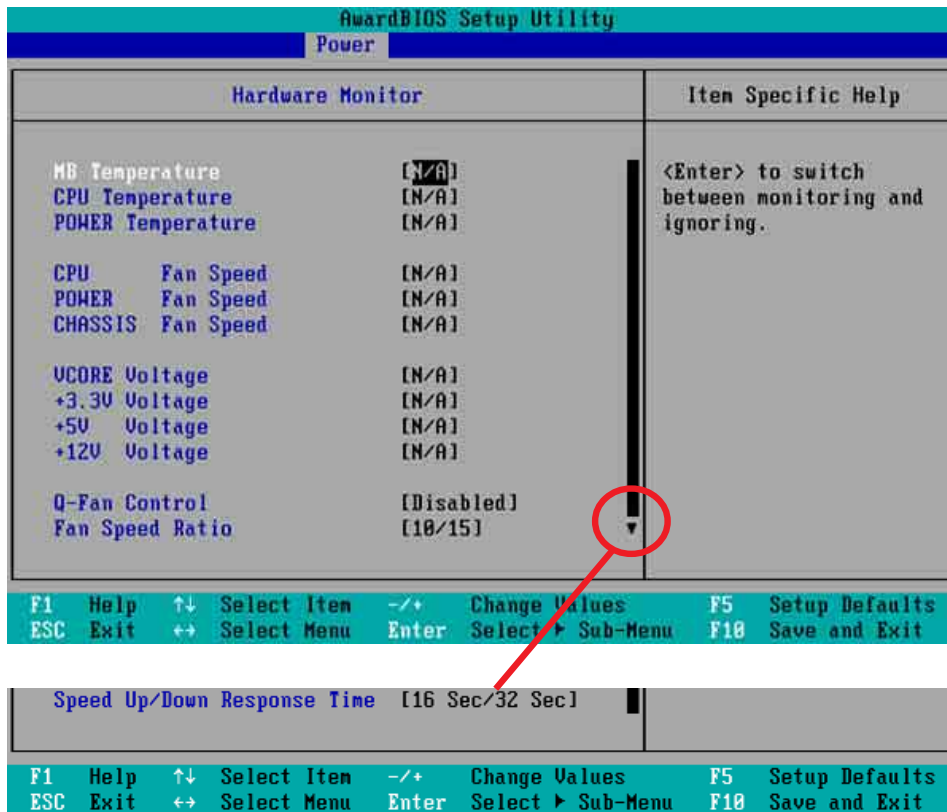 AwardBIOS Setup Utility
Power
Hardware Monitor
Item Specific Help
MB Temperature [N/A]
CPU Temperature [N/A]
POWER Temperature [N/A]
CPU Fan Speed [N/A]
POWER Fan Speed [N/A]
CHASSIS Fan Speed [N/A]
VCORE Voltage [N/A]
+3.3V Voltage [N/A]
+5V Voltage [N/A]
+12V Voltage [N/A]
Q-Fan Control [Disabled]
Fan Speed Ratio [10/15] ▼
<Enter> to switch
between monitoring and
ignoring.
F1 Help ↑↓ Select Item -/+ Change Values F5 Setup Defaults
ESC Exit ↔ Select Menu Enter Select ► Sub-Menu F10 Save and Exit
Speed Up/Down Response Time [16 Sec/32 Sec]
F1 Help ↑↓ Select Item -/+ Change Values F5 Setup Defaults
ESC Exit ↔ Select Menu Enter Select ► Sub-Menu F10 Save and Exit